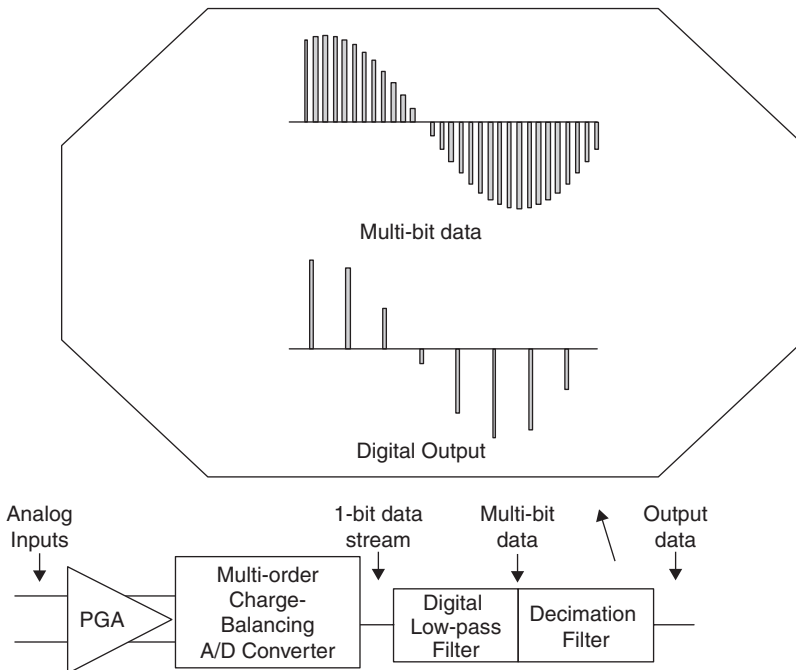 Multi-bit data
Digital Output
Analog
Inputs
1-bit data
stream
Multi-bit
data
Output
data
PGA
Multi-order
Charge-
Balancing
A/D Converter
Digital
Low-pass
Filter
Decimation
Filter